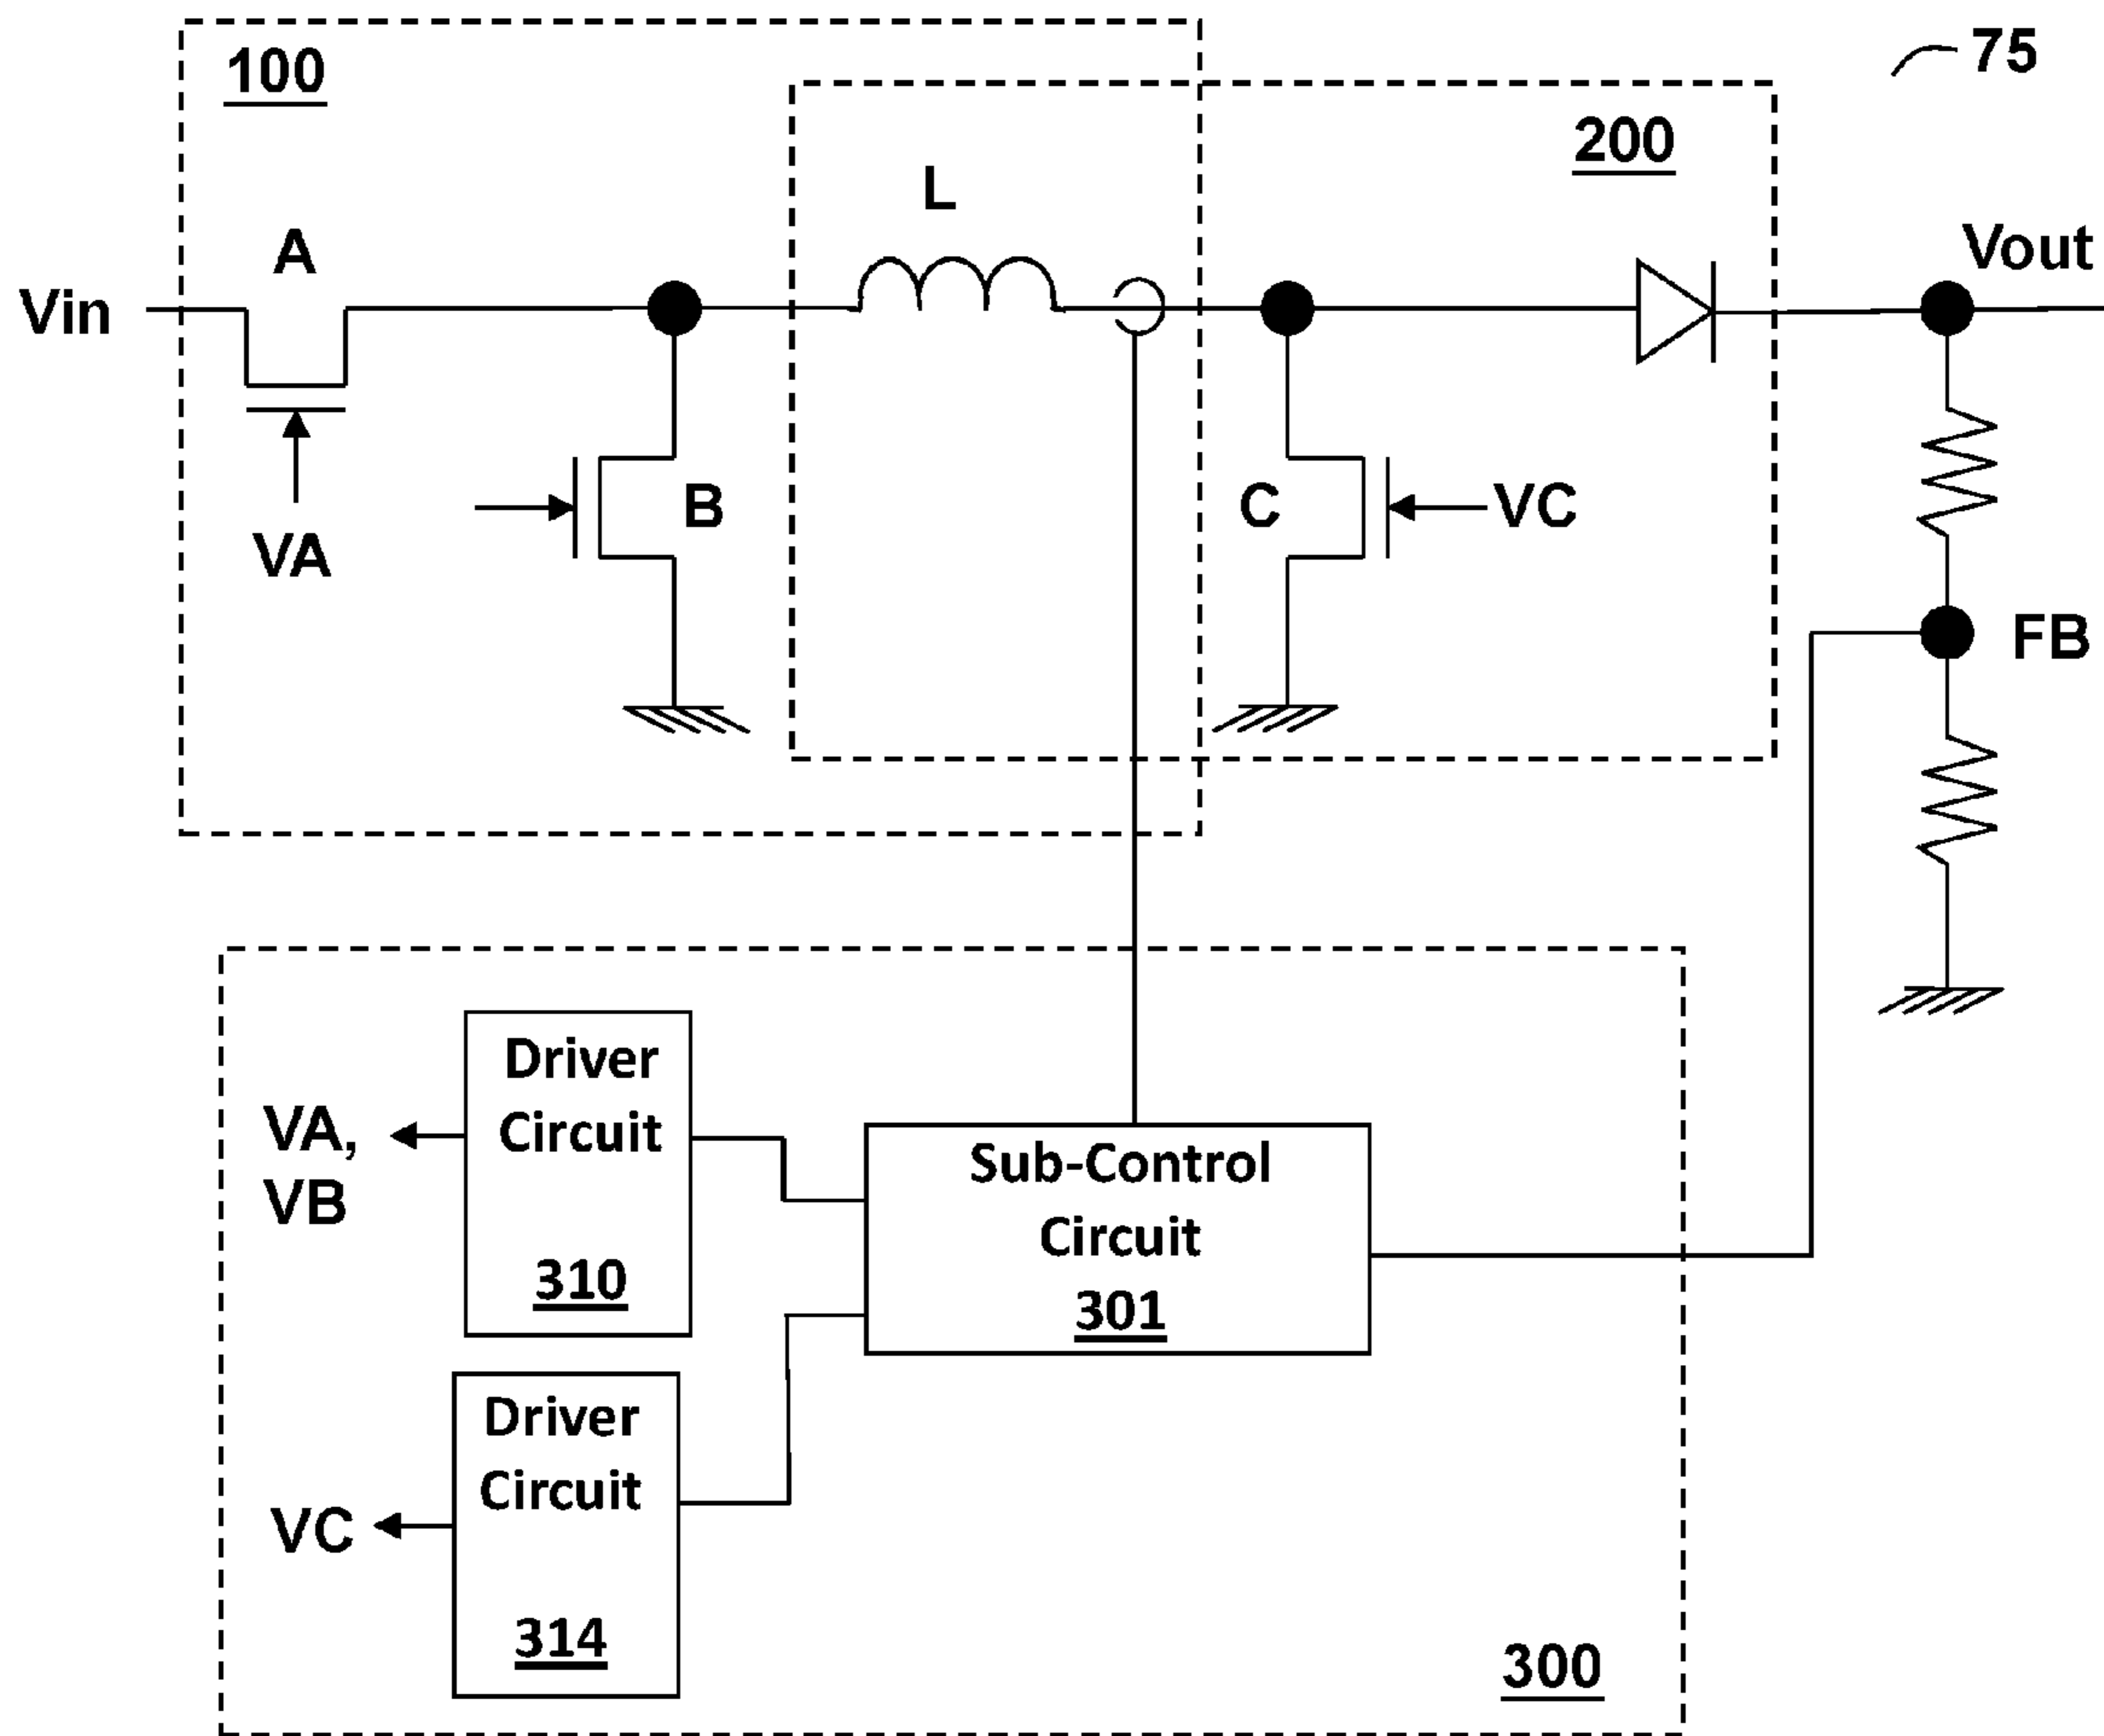 100
75
200
L
A
Vout
Vin
B
C
VC
VA
FB
Driver
Circuit
310
VA,
VB
Sub-Control
Circuit
301
Driver
Circuit
314
VC
300